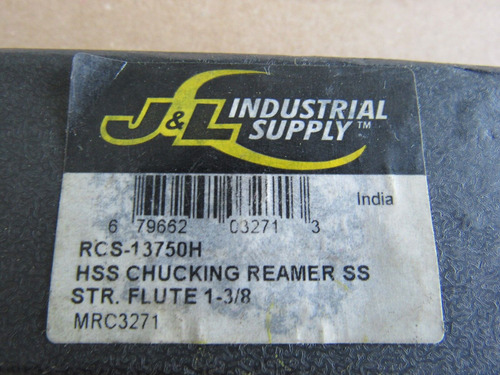 J&L INDUSTRIAL
SUPPLY™
India
6 79662 03271 3
RCS-13750H
HSS CHUCKING REAMER SS
STR. FLUTE 1-3/8
MRC3271